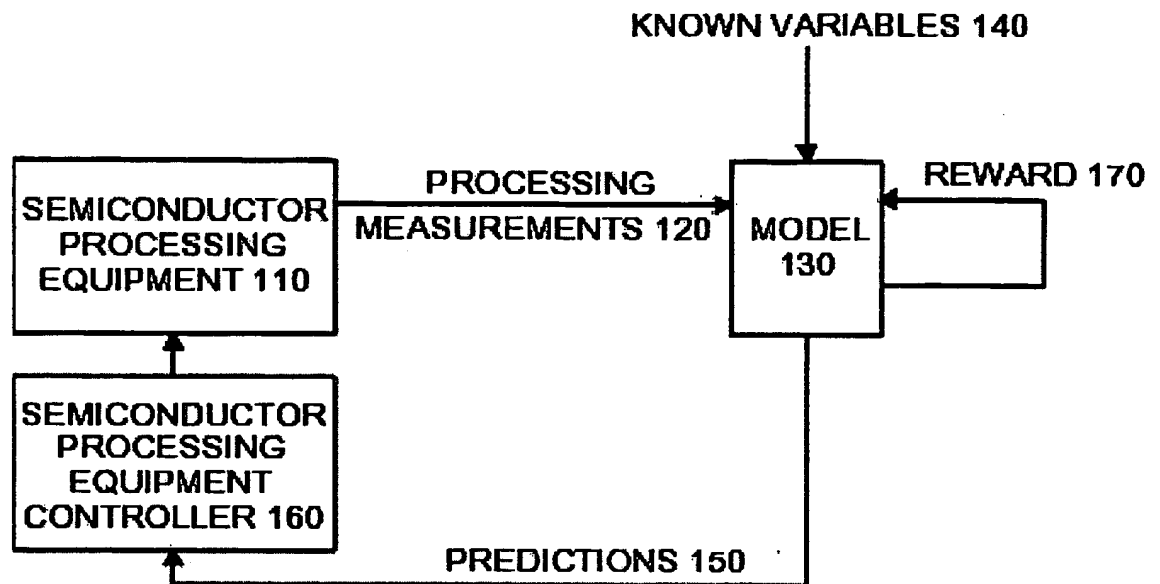 KNOWN VARIABLES 140
SEMICONDUCTOR
PROCESSING
EQUIPMENT 110
PROCESSING
MEASUREMENTS 120
MODEL
130
REWARD 170
SEMICONDUCTOR
PROCESSING
EQUIPMENT
CONTROLLER 160
PREDICTIONS 150